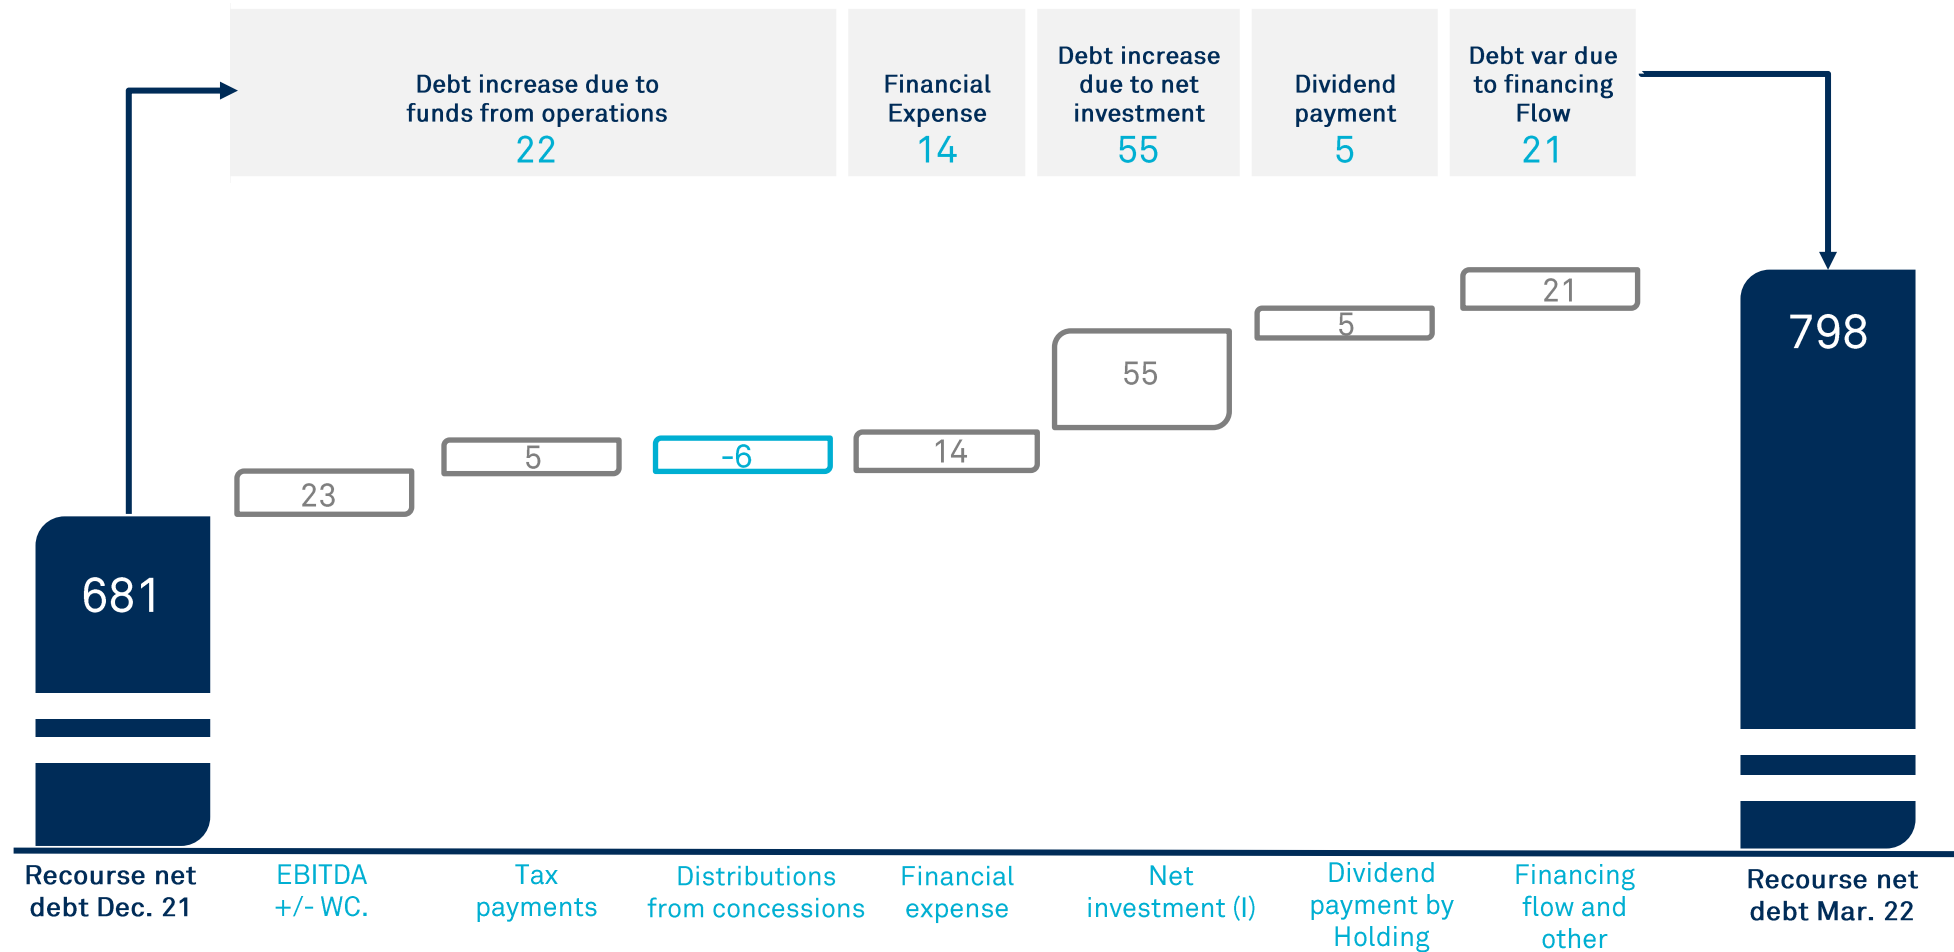 Debt increase due to
funds from operations
22
Financial
Expense
14
Debt increase
due to net
investment
55
Dividend
payment
5
Debt var due
to financing
Flow
21
681
23
5
-6
14
55
5
21
798
Recourse net
debt Dec. 21
EBITDA
+/- WC.
Tax
payments
Distributions
from concessions
Financial
expense
Net
investment (I)
Dividend
payment by
Holding
Financing
flow and
other
Recourse net
debt Mar. 22